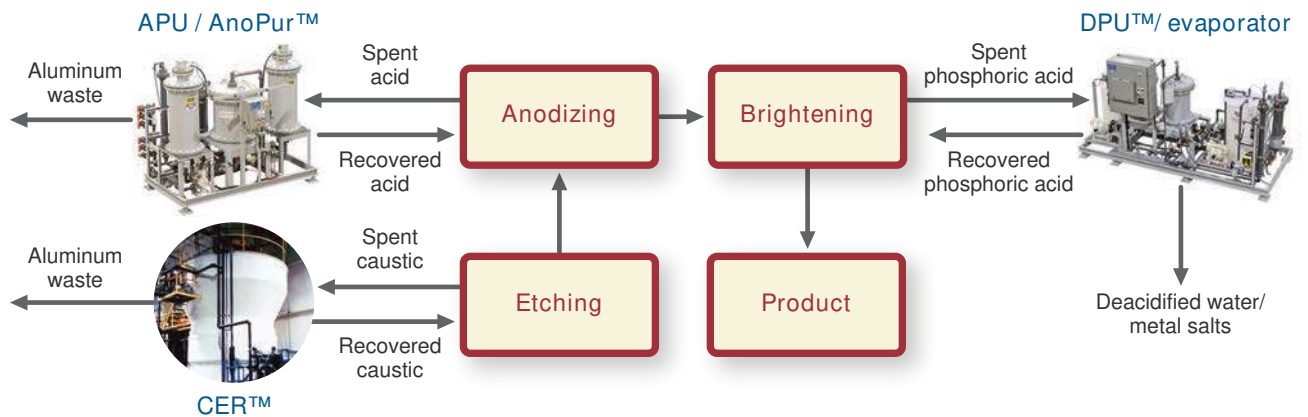 APU / AnoPur™
DPU™/ evaporator
Aluminum
waste
Spent
acid
Anodizing
Brightening
Spent
phosphoric acid
Recovered
acid
Recovered
phosphoric acid
Aluminum
waste
Spent
caustic
Etching
Product
Deacidified water/
metal salts
Recovered
caustic
CER™